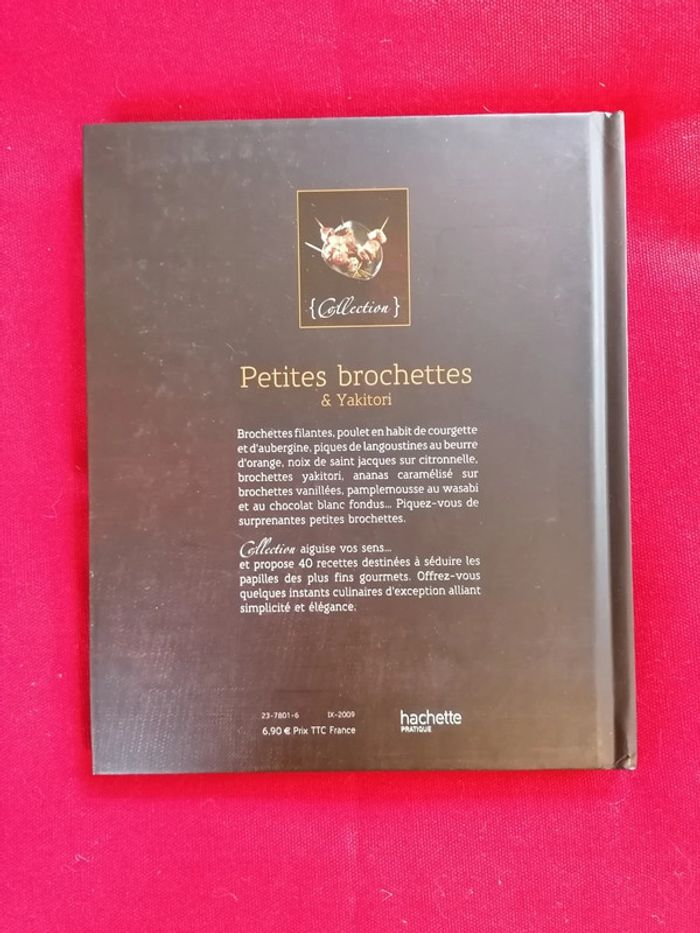 {Collection}
Petites brochettes
& Yakitori
Brochettes filantes, poulet en habit de courgette
et d'aubergine, piques de langoustines au beurre
d'orange, noix de saint jacques sur citronnelle,
brochettes yakitori, ananas caramélisé sur
brochettes vanillées, pamplemousse au wasabi
et au chocolat blanc fondus... Piquez-vous de
surprenantes petites brochettes.
Collection aiguise vos sens...
et propose 40 recettes destinées à séduire les
papilles des plus fins gourmets. Offrez-vous
quelques instants culinaires d'exception alliant
simplicité et élégance.
23-7801-6 IX-2009
6,90 € Prix TTC France
hachette
PRATIQUE